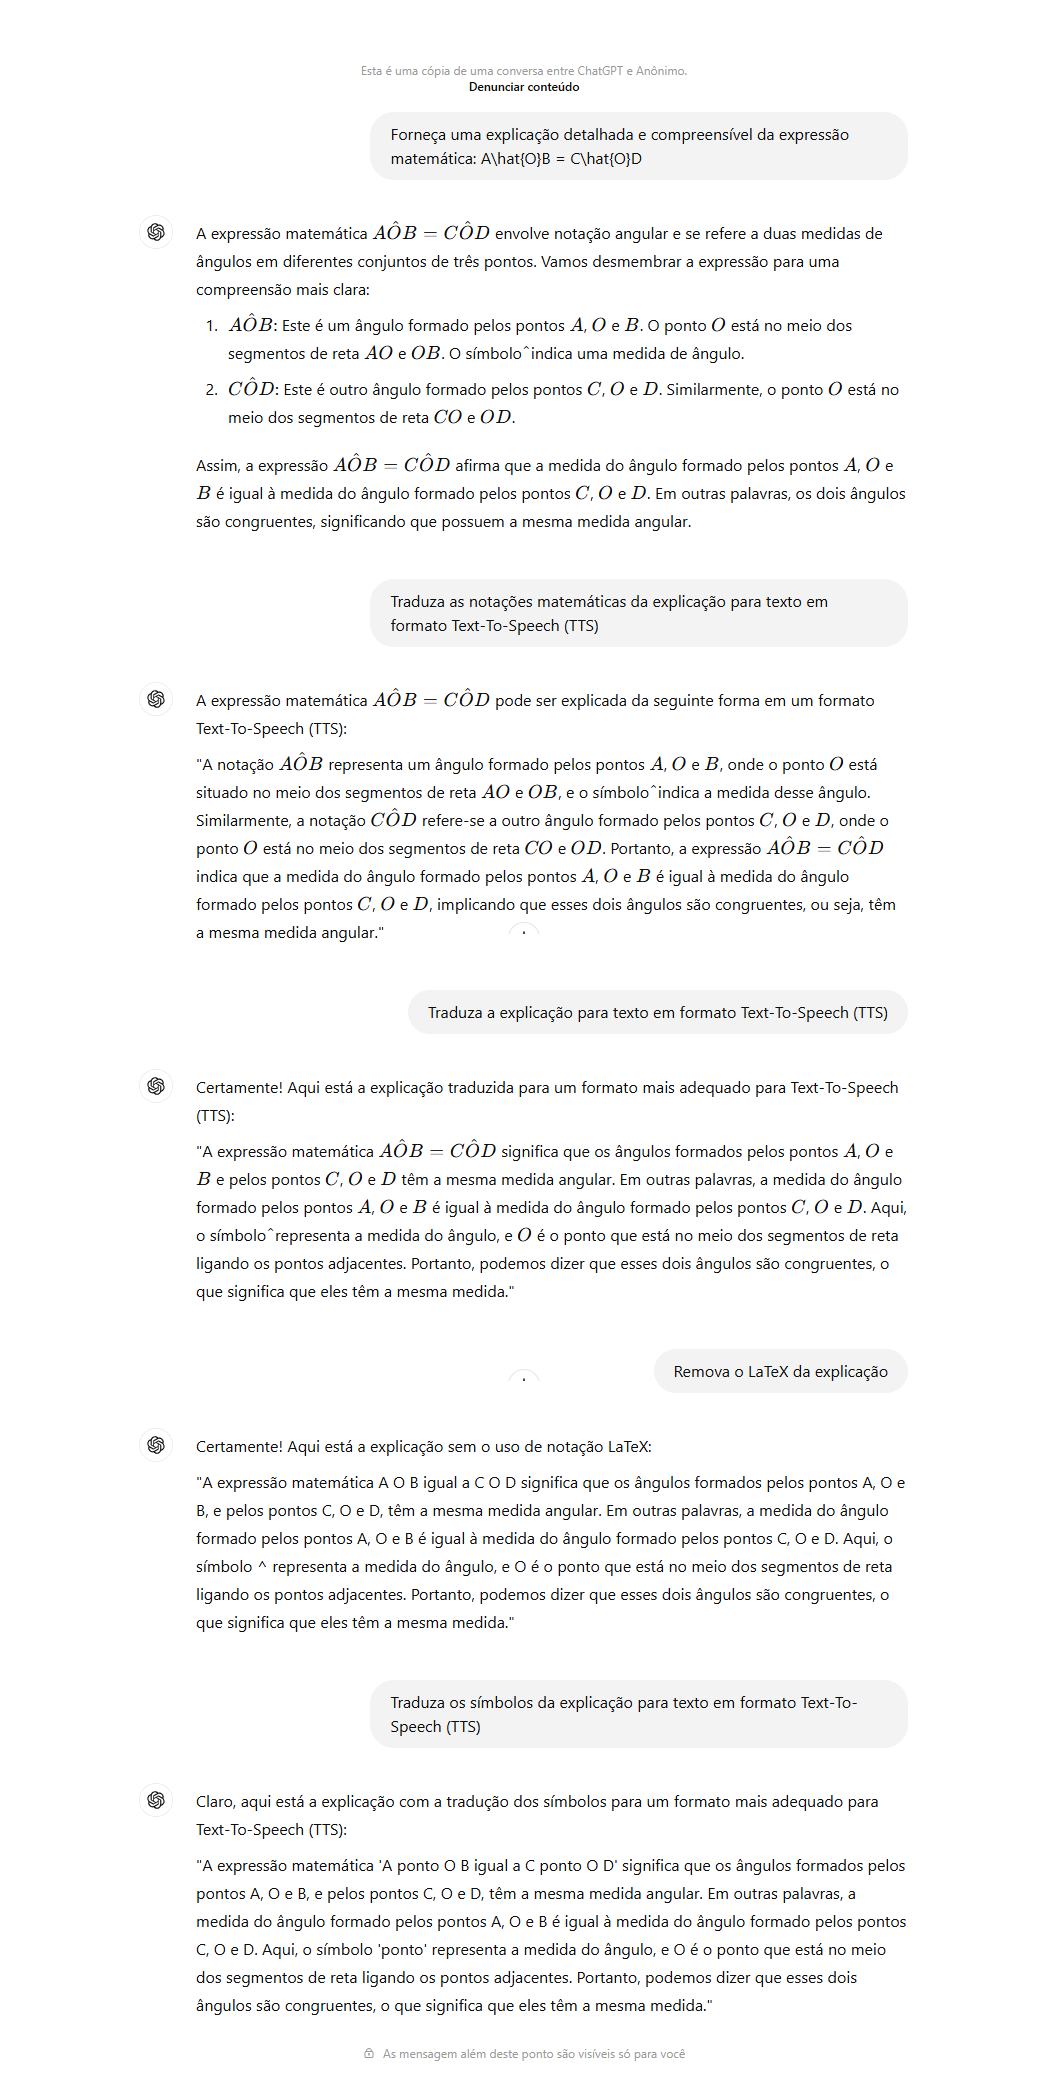 Esta é uma cópia de uma conversa entre ChatGPT e Anônimo.
Denunciar conteúdo
Forneça uma explicação detalhada e compreensível da expressão
matemática: A\hat{O}B = C\hat{O}D
A expressão matemática AÔB = CÔD envolve notação angular e se refere a duas medidas de
ângulos em diferentes conjuntos de três pontos. Vamos desmembrar a expressão para uma
compreensão mais clara:
1. AÔB: Este é um ângulo formado pelos pontos A, O e B. O ponto O está no meio dos
segmentos de reta AO e OB. O símbolo ˆ indica uma medida de ângulo.
2. CÔD: Este é outro ângulo formado pelos pontos C, O e D. Similarmente, o ponto O está no
meio dos segmentos de reta CO e OD.
Assim, a expressão AÔB = CÔD afirma que a medida do ângulo formado pelos pontos A, O e
B é igual à medida do ângulo formado pelos pontos C, O e D. Em outras palavras, os dois ângulos
são congruentes, significando que possuem a mesma medida angular.
Traduza as notações matemáticas da explicação para texto em
formato Text-To-Speech (TTS)
A expressão matemática AÔB = CÔD pode ser explicada da seguinte forma em um formato
Text-To-Speech (TTS):
"A notação AÔB representa um ângulo formado pelos pontos A, O e B, onde o ponto O está
situado no meio dos segmentos de reta AO e OB, e o símbolo ˆ indica a medida desse ângulo.
Similarmente, a notação CÔD refere-se a outro ângulo formado pelos pontos C, O e D, onde o
ponto O está no meio dos segmentos de reta CO e OD. Portanto, a expressão AÔB = CÔD
indica que a medida do ângulo formado pelos pontos A, O e B é igual à medida do ângulo
formado pelos pontos C, O e D, implicando que esses dois ângulos são congruentes, ou seja, têm
a mesma medida angular."
Traduza a explicação para texto em formato Text-To-Speech (TTS)
Certamente! Aqui está a explicação traduzida para um formato mais adequado para Text-To-Speech
(TTS):
"A expressão matemática AÔB = CÔD significa que os ângulos formados pelos pontos A, O e
B e pelos pontos C, O e D têm a mesma medida angular. Em outras palavras, a medida do ângulo
formado pelos pontos A, O e B é igual à medida do ângulo formado pelos pontos C, O e D. Aqui,
o símbolo ˆ representa a medida do ângulo, e O é o ponto que está no meio dos segmentos de reta
ligando os pontos adjacentes. Portanto, podemos dizer que esses dois ângulos são congruentes, o
que significa que eles têm a mesma medida."
Remova o LaTeX da explicação
Certamente! Aqui está a explicação sem o uso de notação LaTeX:
"A expressão matemática A O B igual a C O D significa que os ângulos formados pelos pontos A, O e
B, e pelos pontos C, O e D, têm a mesma medida angular. Em outras palavras, a medida do ângulo
formado pelos pontos A, O e B é igual à medida do ângulo formado pelos pontos C, O e D. Aqui, o
símbolo ^ representa a medida do ângulo, e O é o ponto que está no meio dos segmentos de reta
ligando os pontos adjacentes. Portanto, podemos dizer que esses dois ângulos são congruentes, o
que significa que eles têm a mesma medida."
Traduza os símbolos da explicação para texto em formato Text-To-
Speech (TTS)
Claro, aqui está a explicação com a tradução dos símbolos para um formato mais adequado para
Text-To-Speech (TTS):
"A expressão matemática 'A ponto O B igual a C ponto O D' significa que os ângulos formados pelos
pontos A, O e B, e pelos pontos C, O e D, têm a mesma medida angular. Em outras palavras, a
medida do ângulo formado pelos pontos A, O e B é igual à medida do ângulo formado pelos pontos
C, O e D. Aqui, o símbolo 'ponto' representa a medida do ângulo, e O é o ponto que está no meio
dos segmentos de reta ligando os pontos adjacentes. Portanto, podemos dizer que esses dois
ângulos são congruentes, o que significa que eles têm a mesma medida."
As mensagem além deste ponto são visíveis só para você